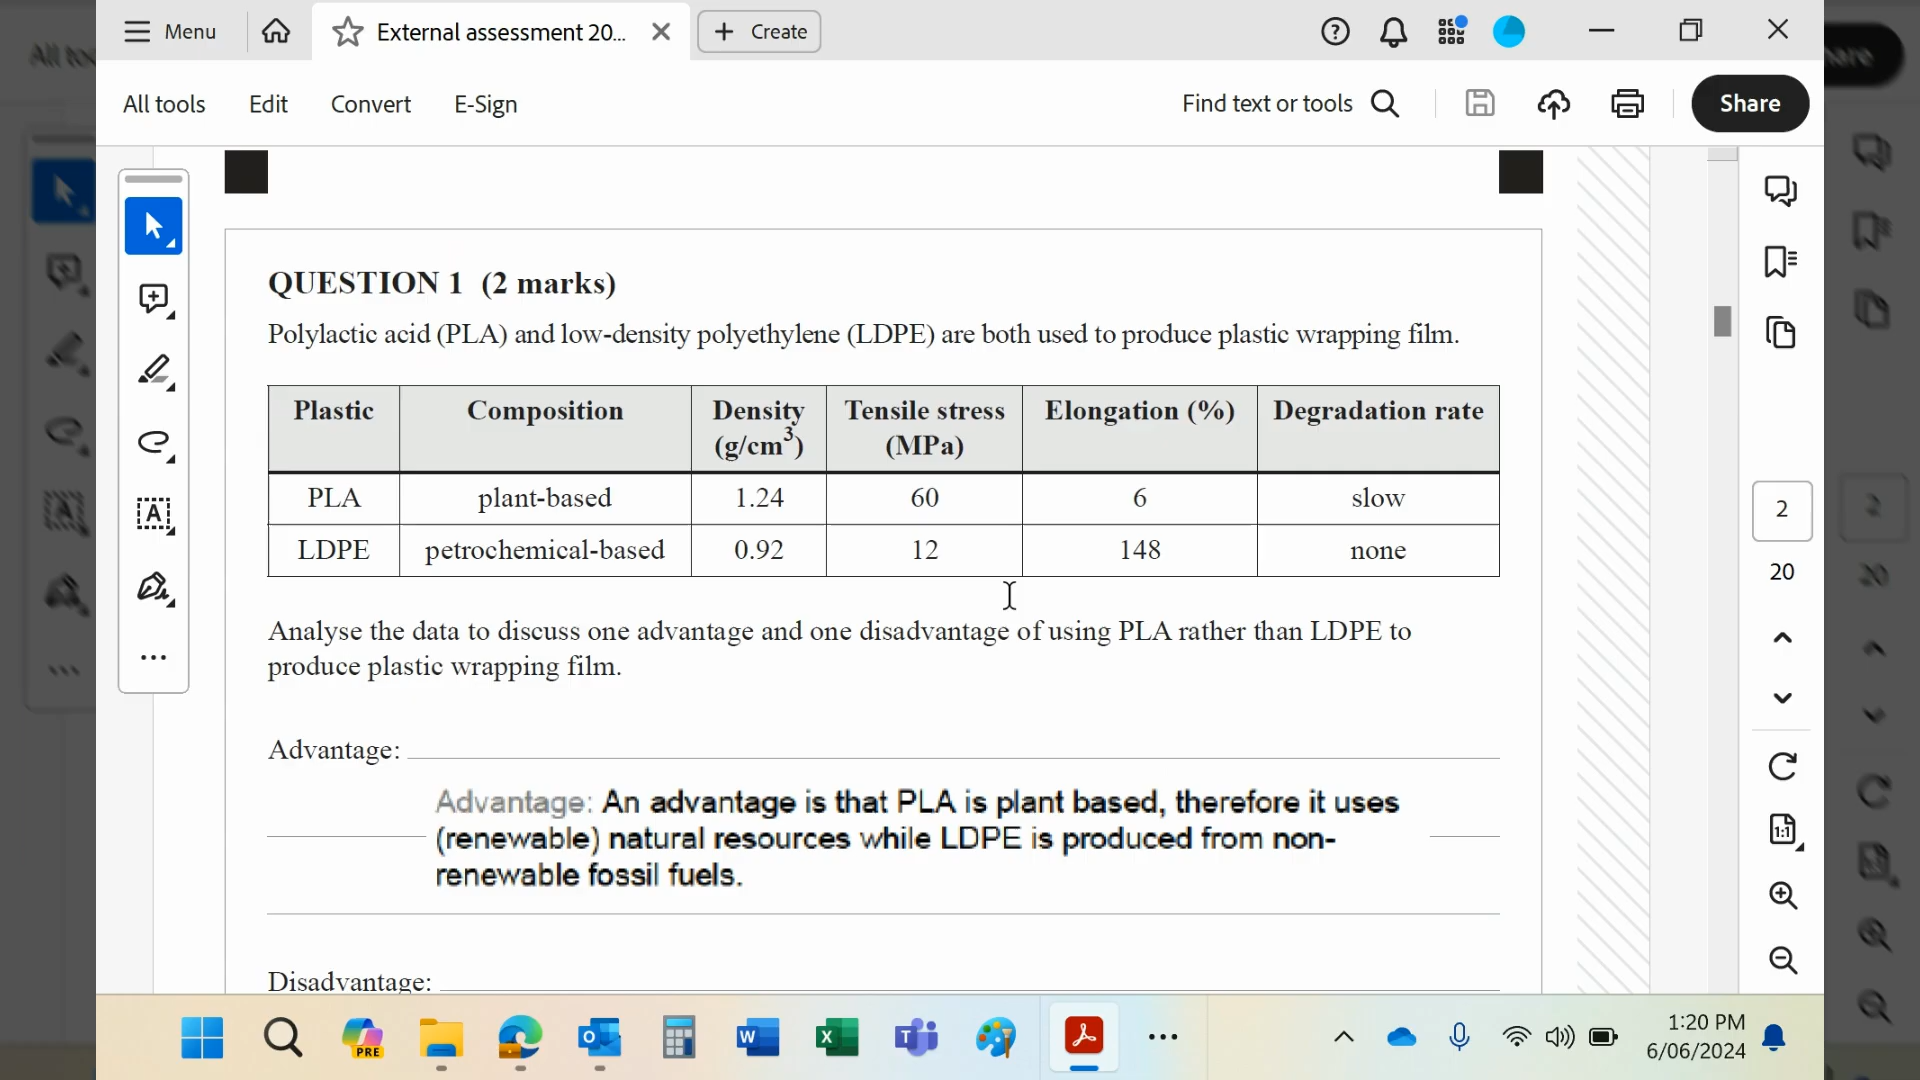 Menu
External assessment 20...
Create
All tools
Edit
Convert
E-Sign
Find text or tools
Share
QUESTION 1 (2 marks)
Polylactic acid (PLA) and low-density polyethylene (LDPE) are both used to produce plastic wrapping film.
Plastic Composition Density (g/cm³) Tensile stress (MPa) Elongation (%) Degradation rate
PLA plant-based 1.24 60 6 slow
LDPE petrochemical-based 0.92 12 148 none
Analyse the data to discuss one advantage and one disadvantage of using PLA rather than LDPE to
produce plastic wrapping film.
Advantage:
Advantage: An advantage is that PLA is plant based, therefore it uses
(renewable) natural resources while LDPE is produced from non-
renewable fossil fuels.
Disadvantage:
2
20
1:1
PRE
1:20 PM
6/06/2024